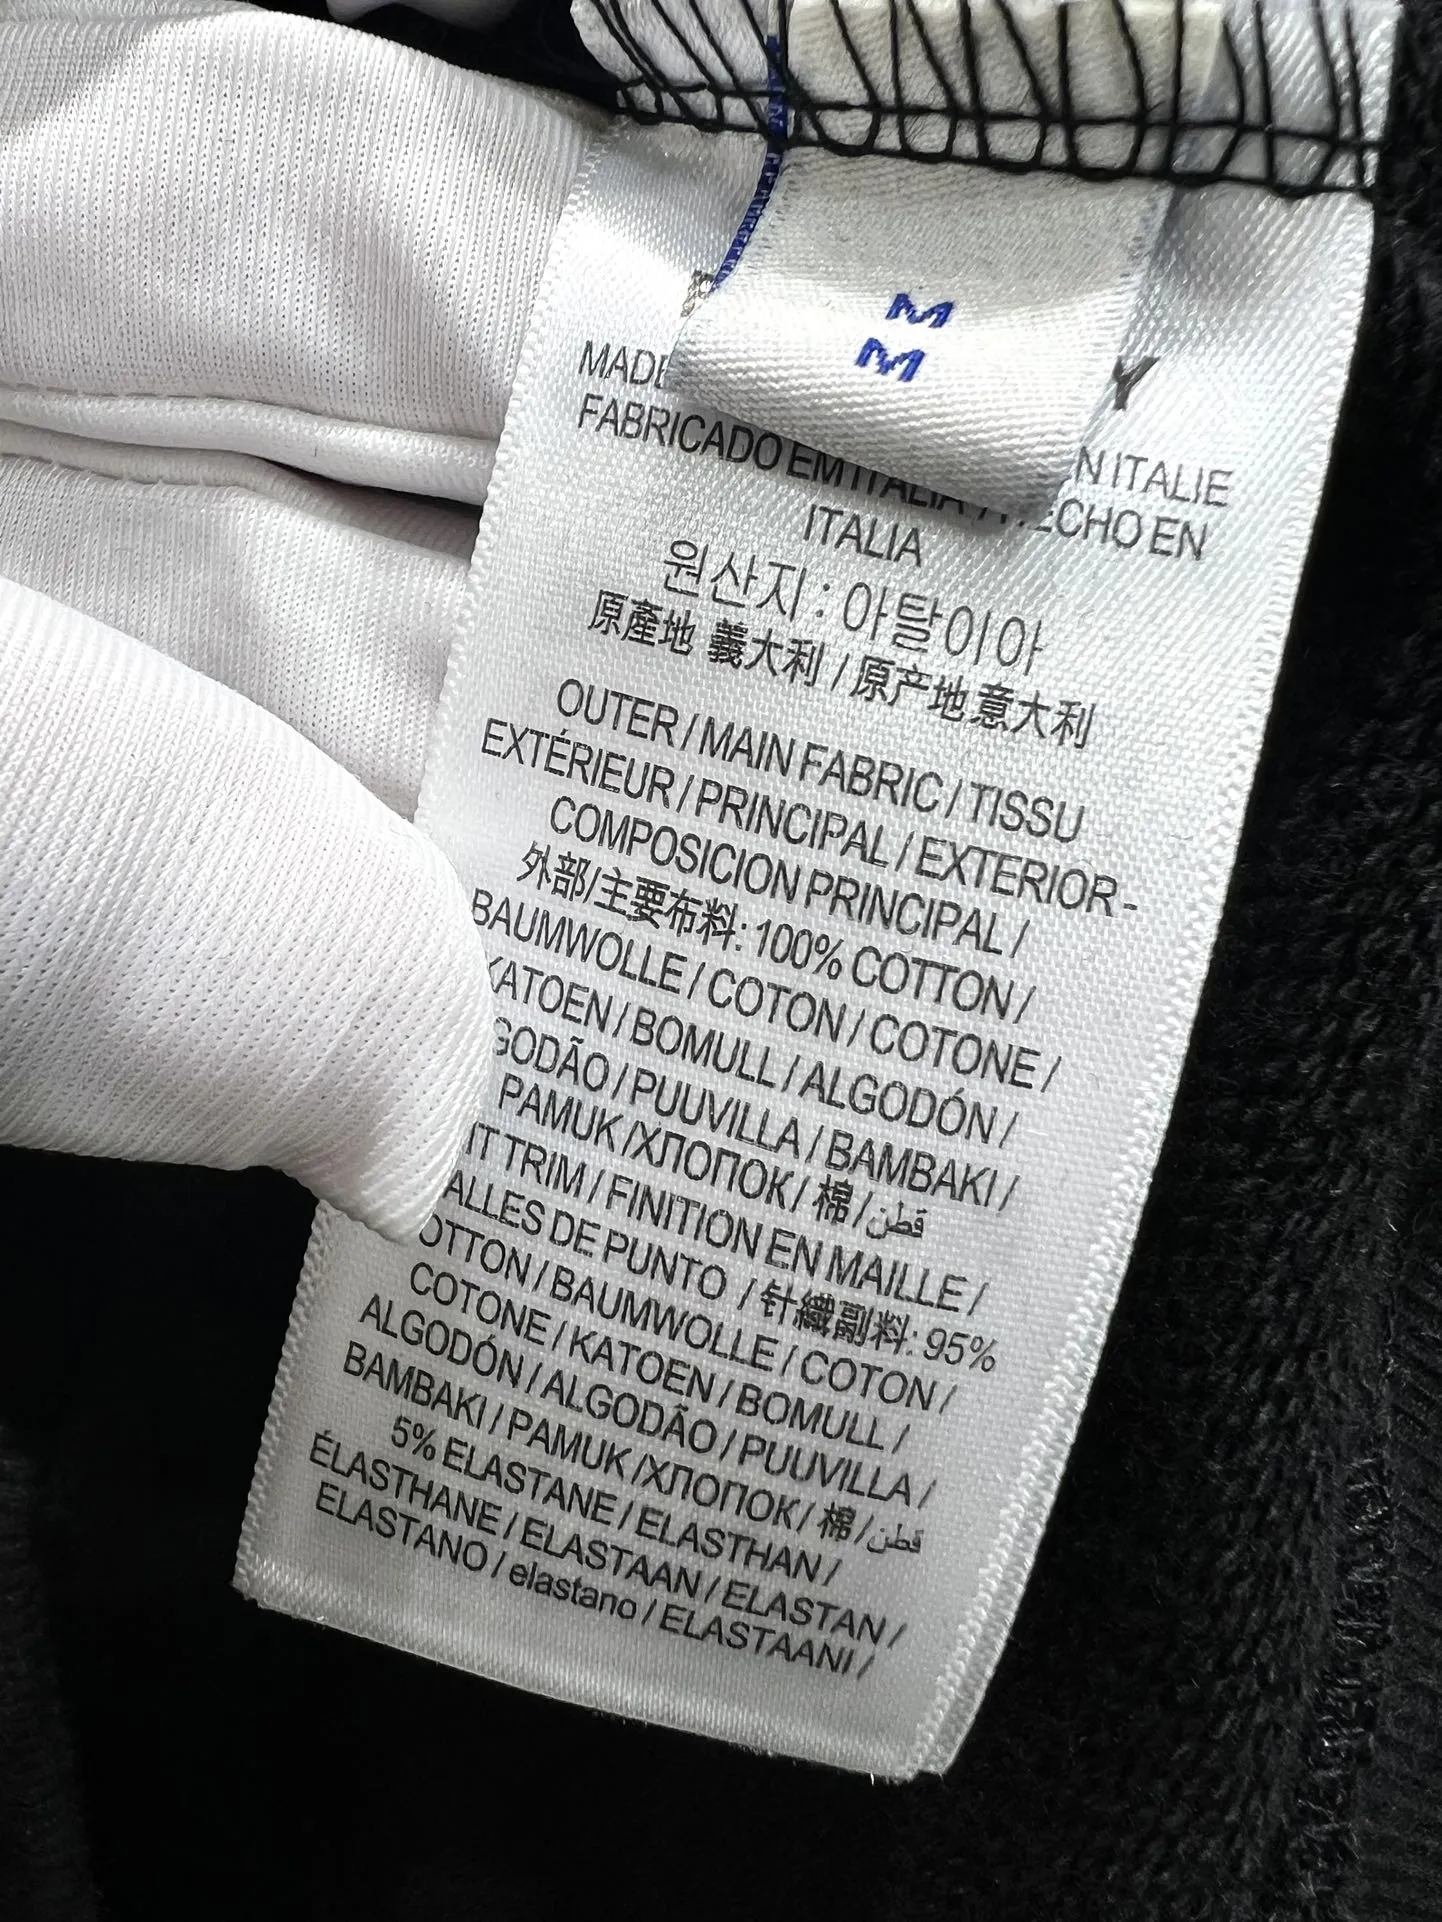 M
M
MADE
Y
FABRICADO EM ITALIA
N ITALIE
ECHO EN
ITALIA
원산지 : 아탈이아
原產地 義大利 / 原产地意大利
OUTER / MAIN FABRIC / TISSU
EXTÉRIEUR / PRINCIPAL / EXTERIOR -
COMPOSICION PRINCIPAL /
外部/主要布料: 100% COTTON /
BAUMWOLLE / COTON / COTONE /
KATOEN / BOMULL / ALGODÓN /
GODÃO / PUUVILLA / BAMBAKI /
PAMUK /ХЛОПОК/ 棉 / قطن
IT TRIM / FINITION EN MAILLE /
ALLES DE PUNTO / 针織副料: 95%
OTTON / BAUMWOLLE / COTON /
COTONE / KATOEN / BOMULL /
ALGODÓN / ALGODÃO / PUUVILLA /
BAMBAKI / PAMUK /ХЛОПОК/ 棉 / قطن
5% ELASTANE / ELASTHAN /
ÉLASTHANE / ELASTAAN / ELASTAN /
ELASTANO / elastano / ELASTAANI /